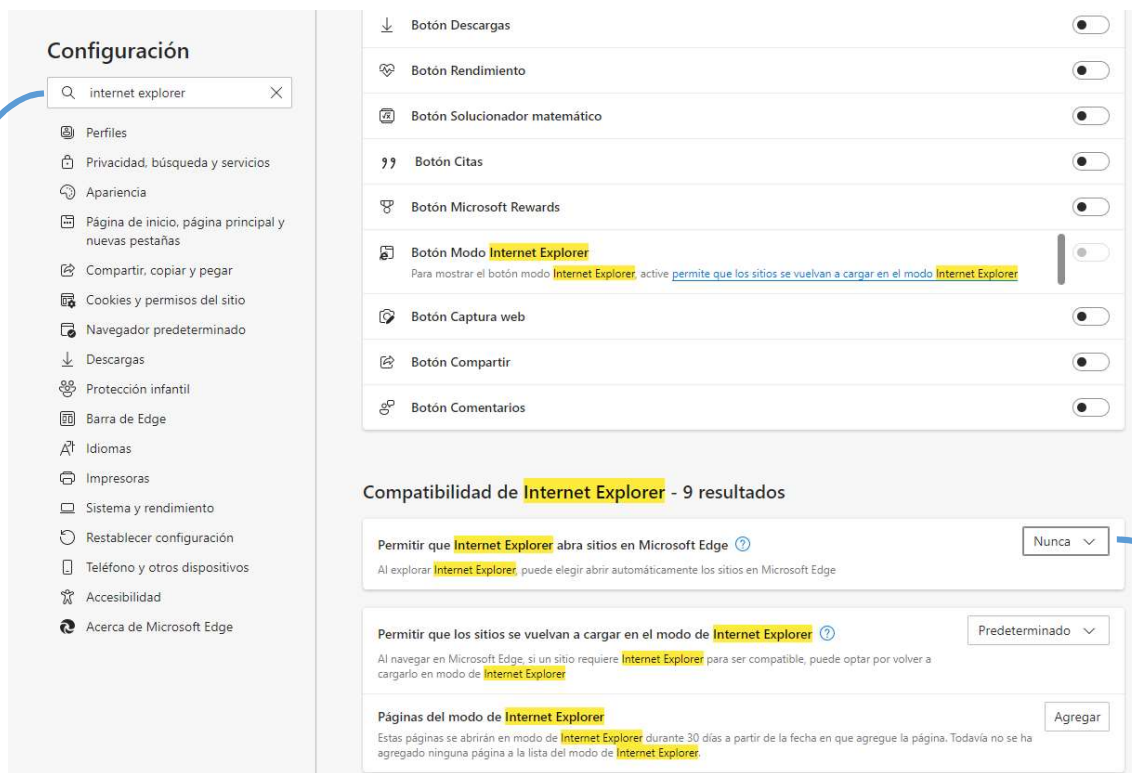 Configuración
internet explorer
Perfiles
Privacidad, búsqueda y servicios
Apariencia
Página de inicio, página principal y
nuevas pestañas
Compartir, copiar y pegar
Cookies y permisos del sitio
Navegador predeterminado
Descargas
Protección infantil
Barra de Edge
Idiomas
Impresoras
Sistema y rendimiento
Restablecer configuración
Teléfono y otros dispositivos
Accesibilidad
Acerca de Microsoft Edge
Botón Descargas
Botón Rendimiento
Botón Solucionador matemático
Botón Citas
Botón Microsoft Rewards
Botón Modo Internet Explorer
Para mostrar el botón modo Internet Explorer, active permite que los sitios se vuelvan a cargar en el modo Internet Explorer
Botón Captura web
Botón Compartir
Botón Comentarios
Compatibilidad de Internet Explorer - 9 resultados
Permitir que Internet Explorer abra sitios en Microsoft Edge
Nunca
Al explorar Internet Explorer, puede elegir abrir automáticamente los sitios en Microsoft Edge
Permitir que los sitios se vuelvan a cargar en el modo de Internet Explorer
Predeterminado
Al navegar en Microsoft Edge, si un sitio requiere Internet Explorer para ser compatible, puede optar por volver a
cargarlo en modo de Internet Explorer
Páginas del modo de Internet Explorer
Agregar
Estas páginas se abrirán en modo de Internet Explorer durante 30 días a partir de la fecha en que agregue la página. Todavía no se ha
agregado ninguna página a la lista del modo de Internet Explorer.